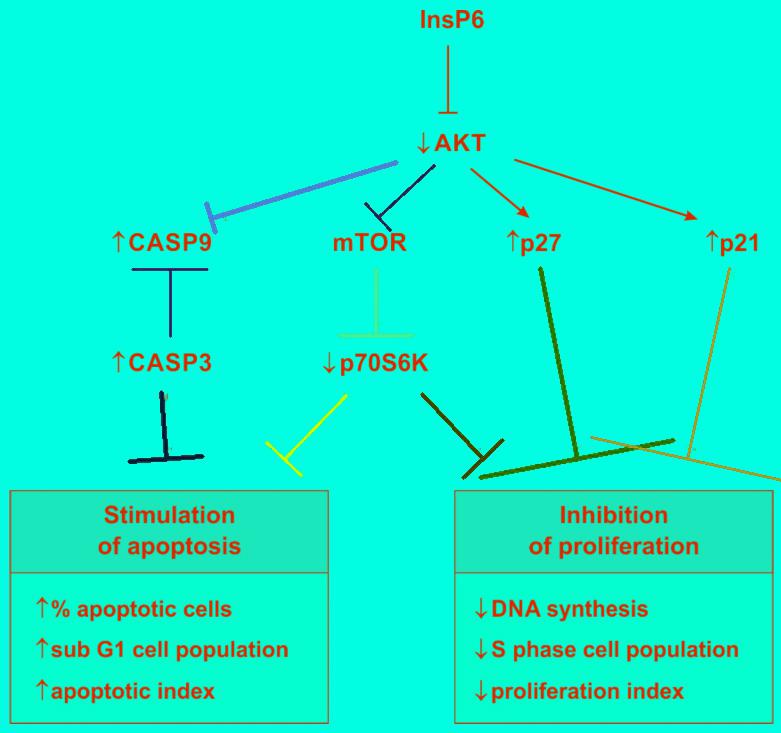 InsP6
↓AKT
↑CASP9
mTOR
↑p27
↑p21
↑CASP3
↓p70S6K
Stimulation
of apoptosis
↑% apoptotic cells
↑sub G1 cell population
↑apoptotic index
Inhibition
of proliferation
↓DNA synthesis
↓S phase cell population
↓proliferation index